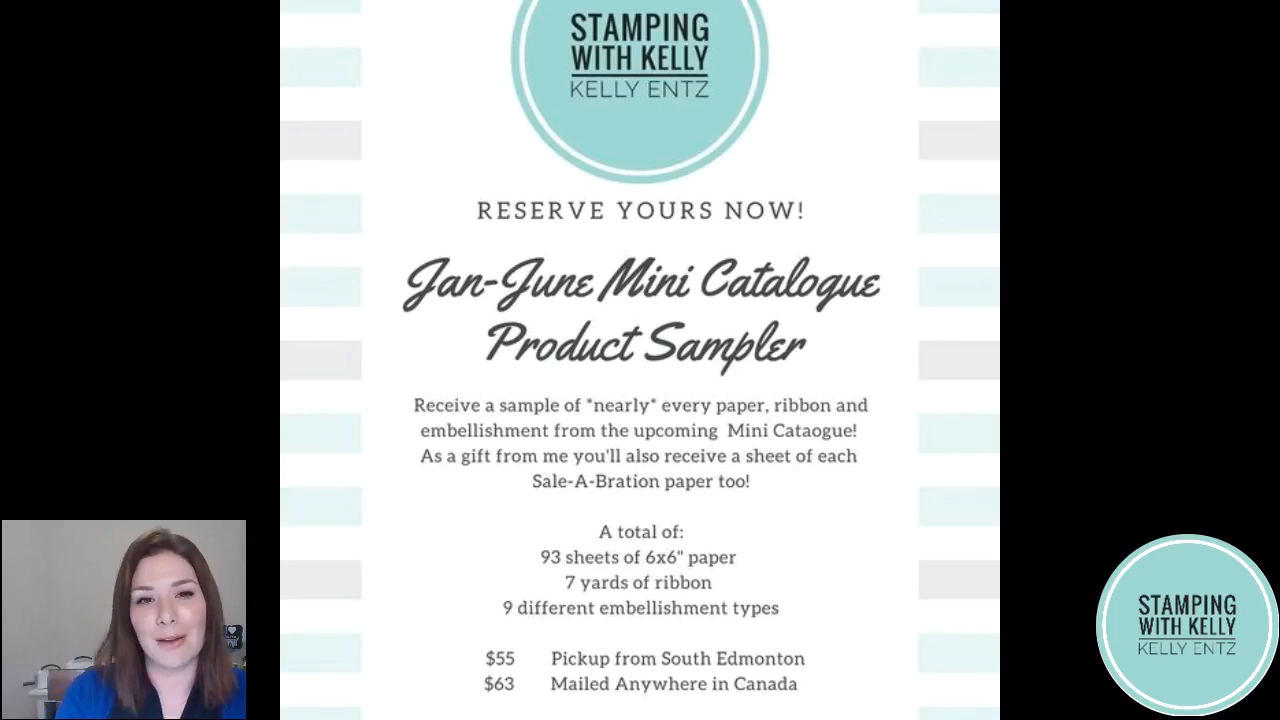 STAMPING
WITH KELLY
KELLY ENTZ
RESERVE YOURS NOW!
Jan-June Mini Catalogue
Product Sampler
Receive a sample of *nearly* every paper, ribbon and
embellishment from the upcoming Mini Cataogue!
As a gift from me you'll also receive a sheet of each
Sale-A-Bration paper too!
A total of:
93 sheets of 6x6" paper
7 yards of ribbon
9 different embellishment types
$55 Pickup from South Edmonton
$63 Mailed Anywhere in Canada
STAMPING
WITH KELLY
KELLY ENTZ